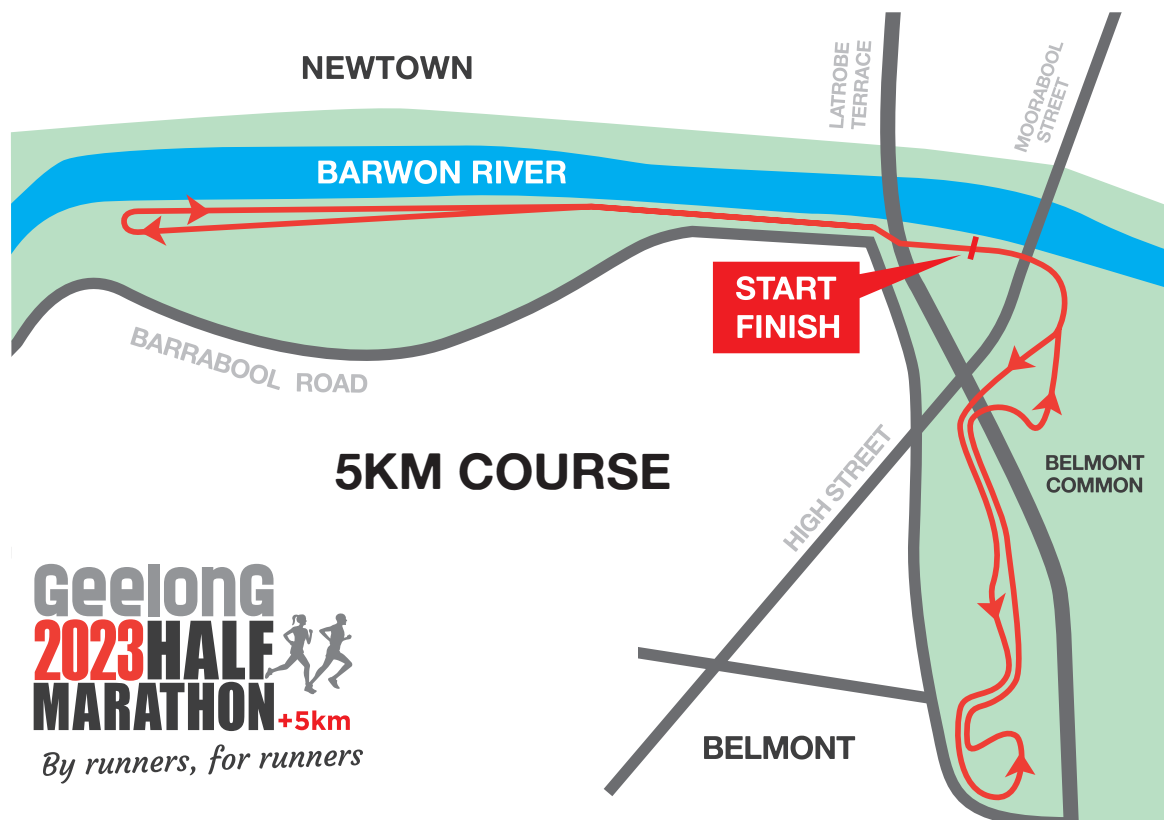 NEWTOWN
LATROBE
TERRACE
MOORABOOL
STREET
BARWON RIVER
START
FINISH
BARRABOOL ROAD
5KM COURSE
HIGH STREET
BELMONT
COMMON
Geelong
2023HALF
MARATHON
+5km
By runners, for runners
BELMONT